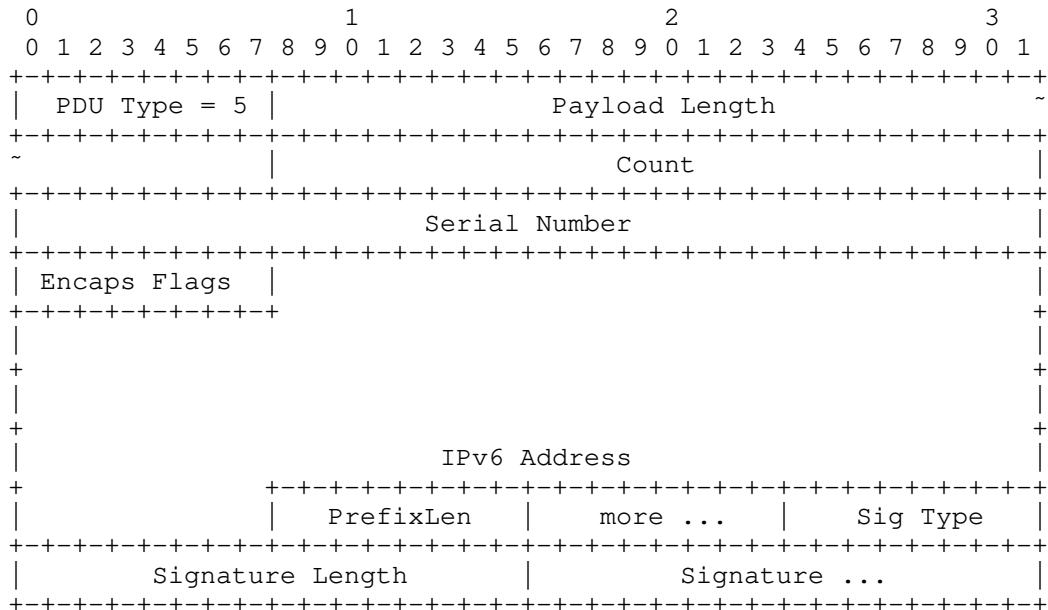 0                   1                   2                   3
 0 1 2 3 4 5 6 7 8 9 0 1 2 3 4 5 6 7 8 9 0 1 2 3 4 5 6 7 8 9 0 1
+-+-+-+-+-+-+-+-+-+-+-+-+-+-+-+-+-+-+-+-+-+-+-+-+-+-+-+-+-+-+-+-+
|  PDU Type = 5 |                 Payload Length                ~
+-+-+-+-+-+-+-+-+-+-+-+-+-+-+-+-+-+-+-+-+-+-+-+-+-+-+-+-+-+-+-+-+
~               |                     Count                     |
+-+-+-+-+-+-+-+-+-+-+-+-+-+-+-+-+-+-+-+-+-+-+-+-+-+-+-+-+-+-+-+-+
|                         Serial Number                         |
+-+-+-+-+-+-+-+-+-+-+-+-+-+-+-+-+-+-+-+-+-+-+-+-+-+-+-+-+-+-+-+-+
| Encaps Flags  |                                               |
+-+-+-+-+-+-+-+-+                                               +
|                                                               |
+                                                               +
|                                                               |
+                                                               +
|                          IPv6 Address                         |
+               +-+-+-+-+-+-+-+-+-+-+-+-+-+-+-+-+-+-+-+-+-+-+-+-+
|               |   PrefixLen   |    more ...   |    Sig Type   |
+-+-+-+-+-+-+-+-+-+-+-+-+-+-+-+-+-+-+-+-+-+-+-+-+-+-+-+-+-+-+-+-+
|        Signature Length       |         Signature ...         |
+-+-+-+-+-+-+-+-+-+-+-+-+-+-+-+-+-+-+-+-+-+-+-+-+-+-+-+-+-+-+-+-+